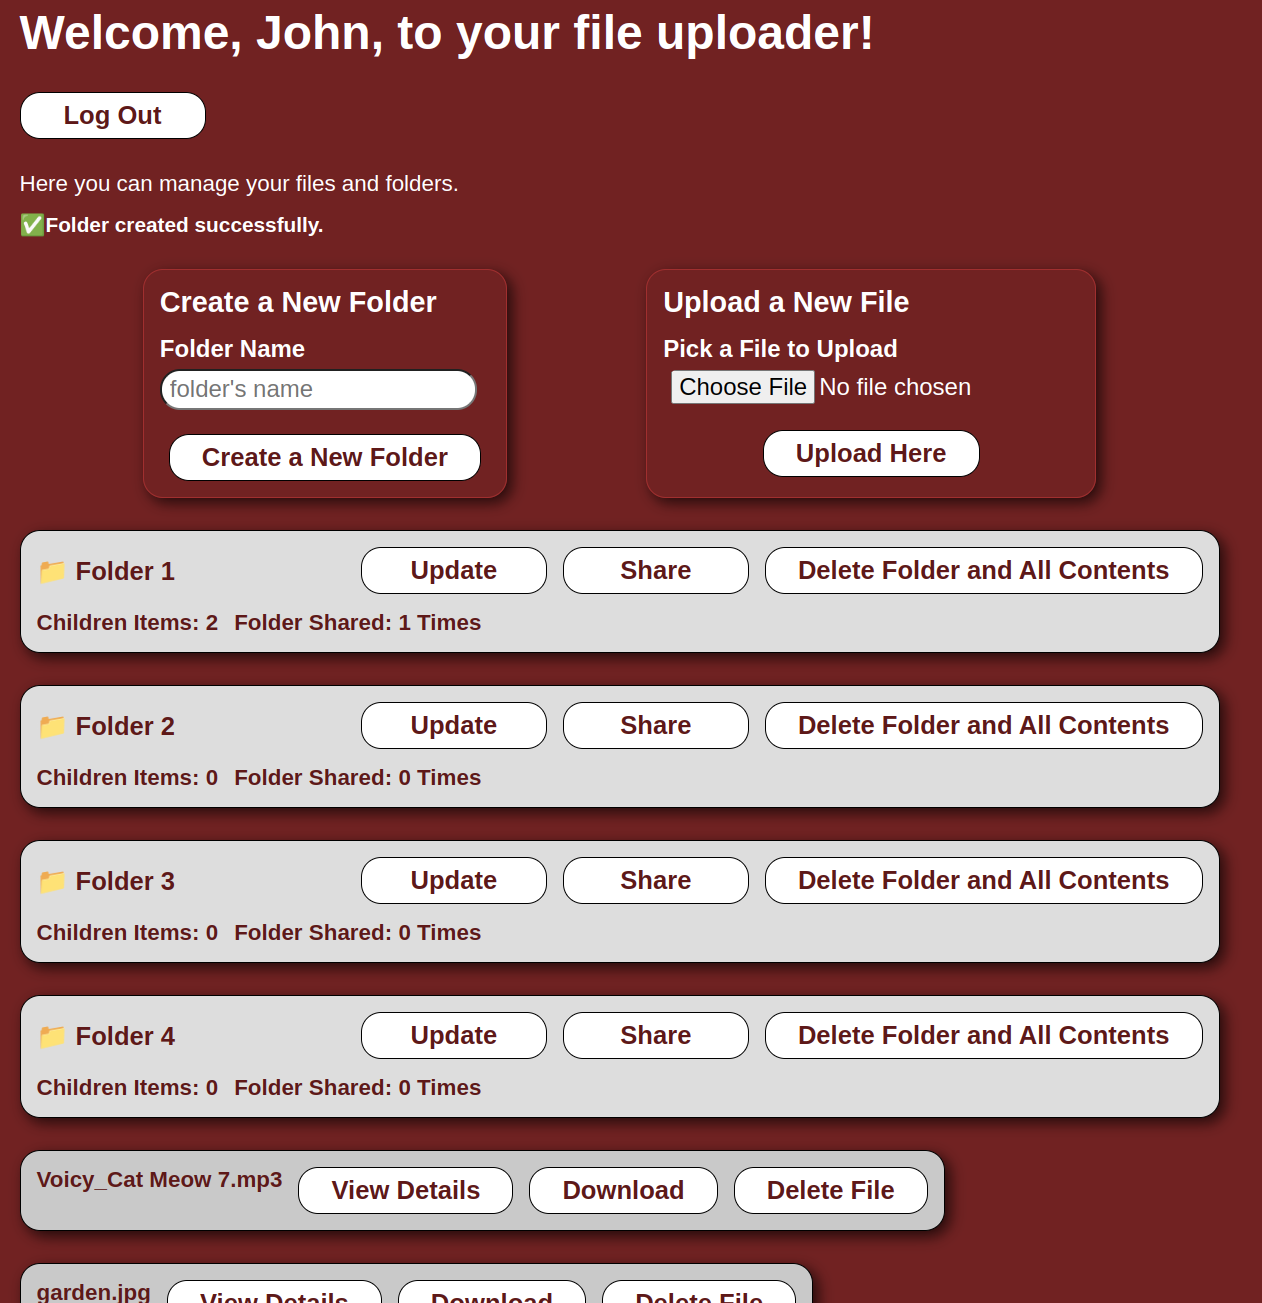 Welcome, John, to your file uploader!
Log Out
Here you can manage your files and folders.
✅Folder created successfully.
Create a New Folder
Folder Name
folder's name
Create a New Folder
Upload a New File
Pick a File to Upload
Choose File No file chosen
Upload Here
📁 Folder 1 Update Share Delete Folder and All Contents
Children Items: 2 Folder Shared: 1 Times
📁 Folder 2 Update Share Delete Folder and All Contents
Children Items: 0 Folder Shared: 0 Times
📁 Folder 3 Update Share Delete Folder and All Contents
Children Items: 0 Folder Shared: 0 Times
📁 Folder 4 Update Share Delete Folder and All Contents
Children Items: 0 Folder Shared: 0 Times
Voicy_Cat Meow 7.mp3 View Details Download Delete File
garden.jpg View Details Download Delete File